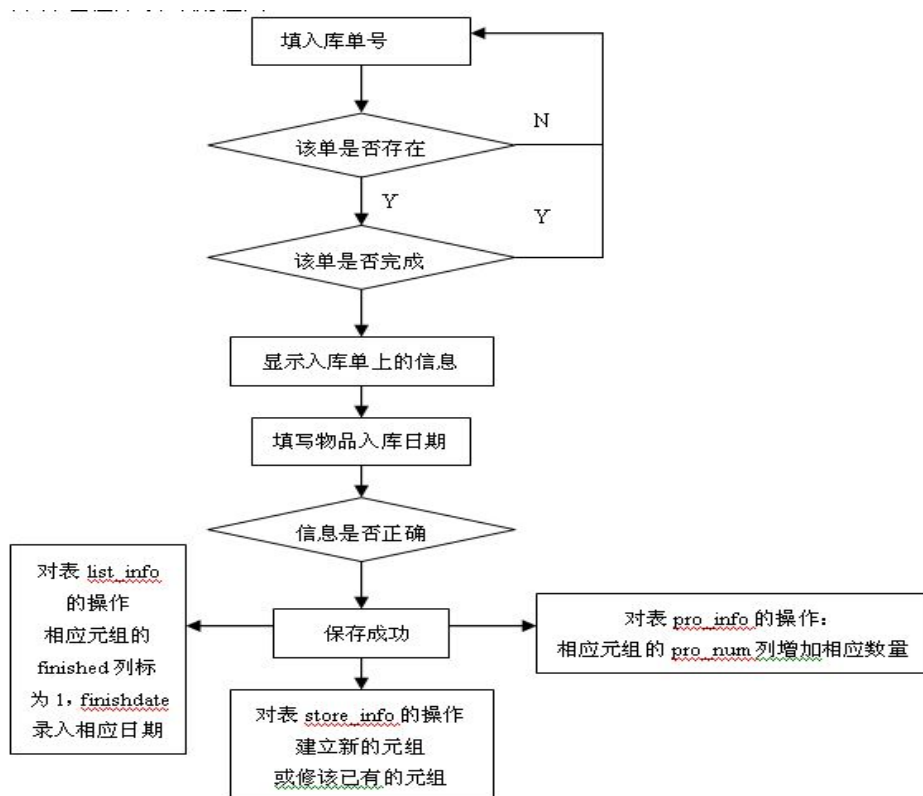 填入库单号
N
该单是否存在
Y
Y
该单是否完成
显示入库单上的信息
填写物品入库日期
信息是否正确
对表 list_info
的操作
相应元组的
finished 列标
为 1，finishdate
录入相应日期
保存成功
对表 pro_info 的操作：
相应元组的 pro_num 列增加相应数量
对表 store_info 的操作
建立新的元组
或修该已有的元组